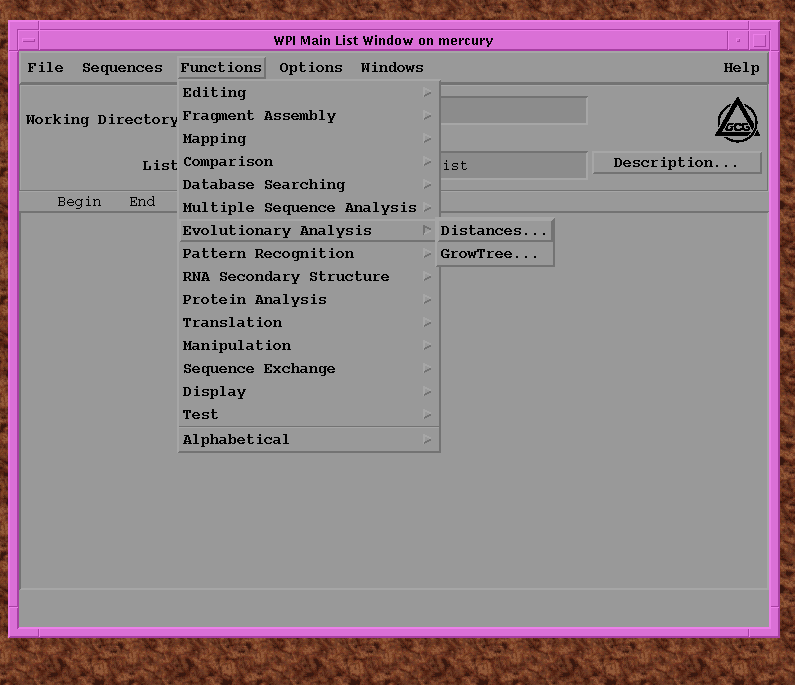 WPI Main List Window on mercury
File Sequences Functions Options Windows Help
Editing
Working Directory
Fragment Assembly
GCG
Mapping
List
Comparison
ist
Description...
Database Searching
Begin End
Multiple Sequence Analysis
Evolutionary Analysis
Distances...
Pattern Recognition
GrowTree...
RNA Secondary Structure
Protein Analysis
Translation
Manipulation
Sequence Exchange
Display
Test
Alphabetical